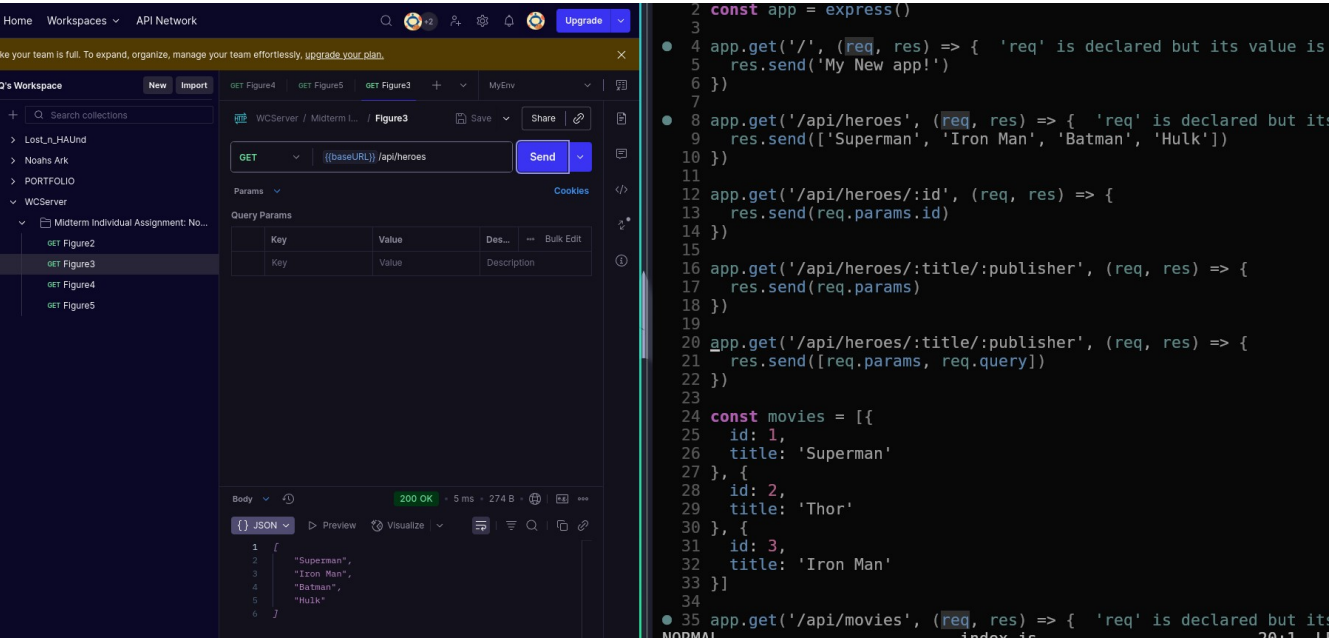 Home Workspaces API Network +2 Upgrade
ke your team is full. To expand, organize, manage your team effortlessly, upgrade your plan.
Q's Workspace New Import
Search collections
Lost_n_HAUnd
Noahs Ark
PORTFOLIO
WCServer
Midterm Individual Assignment: No...
GET Figure2
GET Figure3
GET Figure4
GET Figure5
GET Figure4 GET Figure5 GET Figure3 + MyEnv
HTTP WCServer / Midterm I... / Figure3 Save Share
GET {{baseURL}} /api/heroes Send
Params Cookies
Query Params
Key Value Des... Bulk Edit
Key Value Description
Body 200 OK 5 ms 274 B e.g.
{} JSON Preview Visualize
1 [
2 "Superman",
3 "Iron Man",
4 "Batman",
5 "Hulk"
6 ]
2 const app = express()
3
4 app.get('/', (req, res) => { 'req' is declared but its value is
5 res.send('My New app!')
6 })
7
8 app.get('/api/heroes', (req, res) => { 'req' is declared but its
9 res.send(['Superman', 'Iron Man', 'Batman', 'Hulk'])
10 })
11
12 app.get('/api/heroes/:id', (req, res) => {
13 res.send(req.params.id)
14 })
15
16 app.get('/api/heroes/:title/:publisher', (req, res) => {
17 res.send(req.params)
18 })
19
20 app.get('/api/heroes/:title/:publisher', (req, res) => {
21 res.send([req.params, req.query])
22 })
23
24 const movies = [{
25 id: 1,
26 title: 'Superman'
27 }, {
28 id: 2,
29 title: 'Thor'
30 }, {
31 id: 3,
32 title: 'Iron Man'
33 }]
34
35 app.get('/api/movies', (req, res) => { 'req' is declared but its
NORMAL index.js 20:1